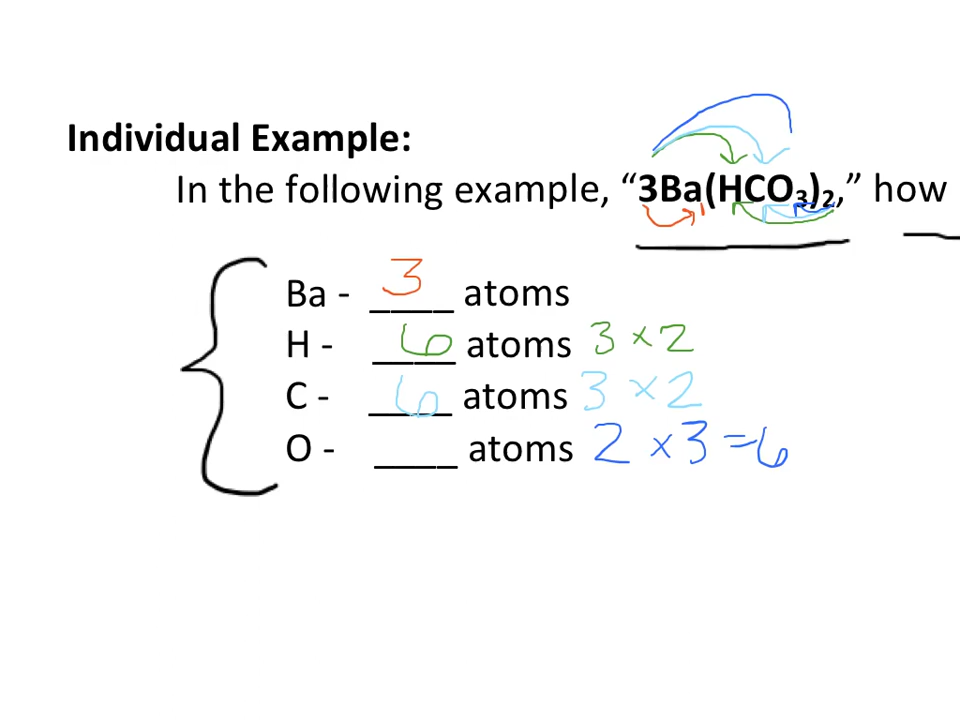 Individual Example:
In the following example, “3Ba(HCO₃)₂,” how
Ba - 3 atoms
H - 6 atoms 3 × 2
C - 6 atoms 3 × 2
O - ____ atoms 2 × 3 = 6